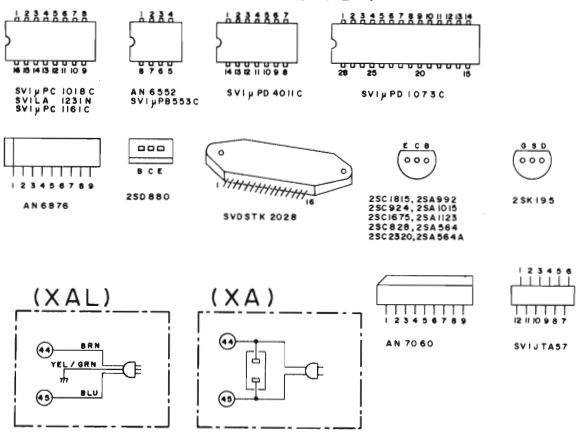 1 2 3 4 5 6 7 8
16 15 14 13 12 11 10 9
SVIμPC 1018C
SVILA 1231N
SVIμPC 1161C
1 2 3 4
8 7 6 5
AN 6552
SVIμPB553C
1 2 3 4 5 6 7
14 13 12 11 10 9 8
SVIμPD 4011C
1 2 3 4 5 6 7 8 9 10 11 12 13 14
28 25 20 15
SVIμPD 1073C
1 2 3 4 5 6 7 8 9
AN 6876
B C E
2SD880
1 16
SVDSTK 2028
E C B
2SC1815, 2SA992
2SC924, 2SA1015
2SC1675, 2SA1123
2SC828, 2SA564
2SC2320, 2SA564A
G S D
2SK195
(XAL)
44
BRN
YEL/GRN
45
BLU
(XA)
44
45
1 2 3 4 5 6 7 8 9
AN 7060
1 2 3 4 5 6
12 11 10 9 8 7
SVIJTA57